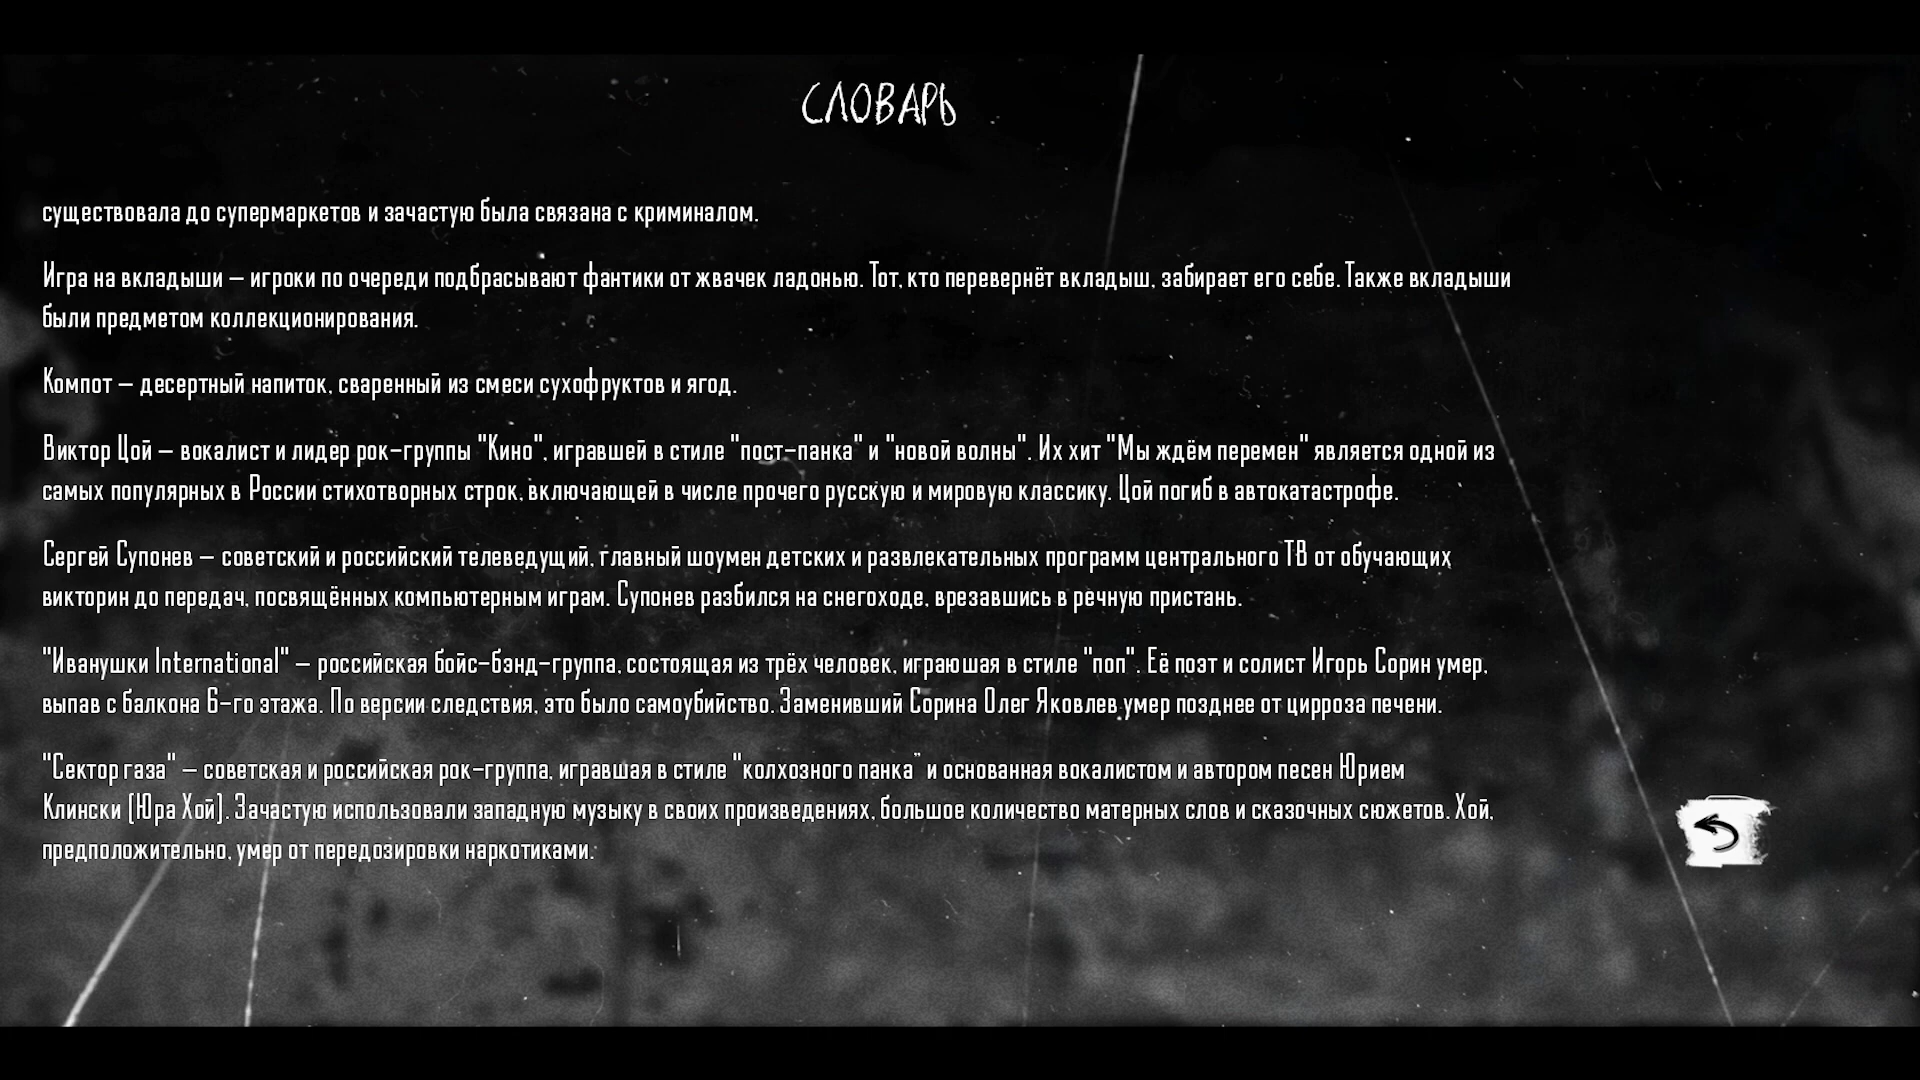 СЛОВАРЬ
существовала до супермаркетов и зачастую была связана с криминалом.
Игра на вкладыши – игроки по очереди подбрасывают фантики от жвачек ладонью. Тот, кто перевернёт вкладыш, забирает его себе. Также вкладыши
были предметом коллекционирования.
Компот – десертный напиток, сваренный из смеси сухофруктов и ягод.
Виктор Цой – вокалист и лидер рок-группы "Кино", игравшей в стиле "пост-панка" и "новой волны". Их хит "Мы ждём перемен" является одной из
самых популярных в России стихотворных строк, включающей в числе прочего русскую и мировую классику. Цой погиб в автокатастрофе.
Сергей Супонев – советский и российский телеведущий, главный шоумен детских и развлекательных программ центрального ТВ от обучающих
викторин до передач, посвящённых компьютерным играм. Супонев разбился на снегоходе, врезавшись в речную пристань.
"Иванушки International" – российская бойс-бэнд-группа, состоящая из трёх человек, играюшая в стиле "поп". Её поэт и солист Игорь Сорин умер,
выпав с балкона 6-го этажа. По версии следствия, это было самоубийство. Заменивший Сорина Олег Яковлев умер позднее от цирроза печени.
"Сектор газа" – советская и российская рок-группа, игравшая в стиле "колхозного панка" и основанная вокалистом и автором песен Юрием
Клински (Юра Хой). Зачастую использовали западную музыку в своих произведениях, большое количество матерных слов и сказочных сюжетов. Хой,
предположительно, умер от передозировки наркотиками.